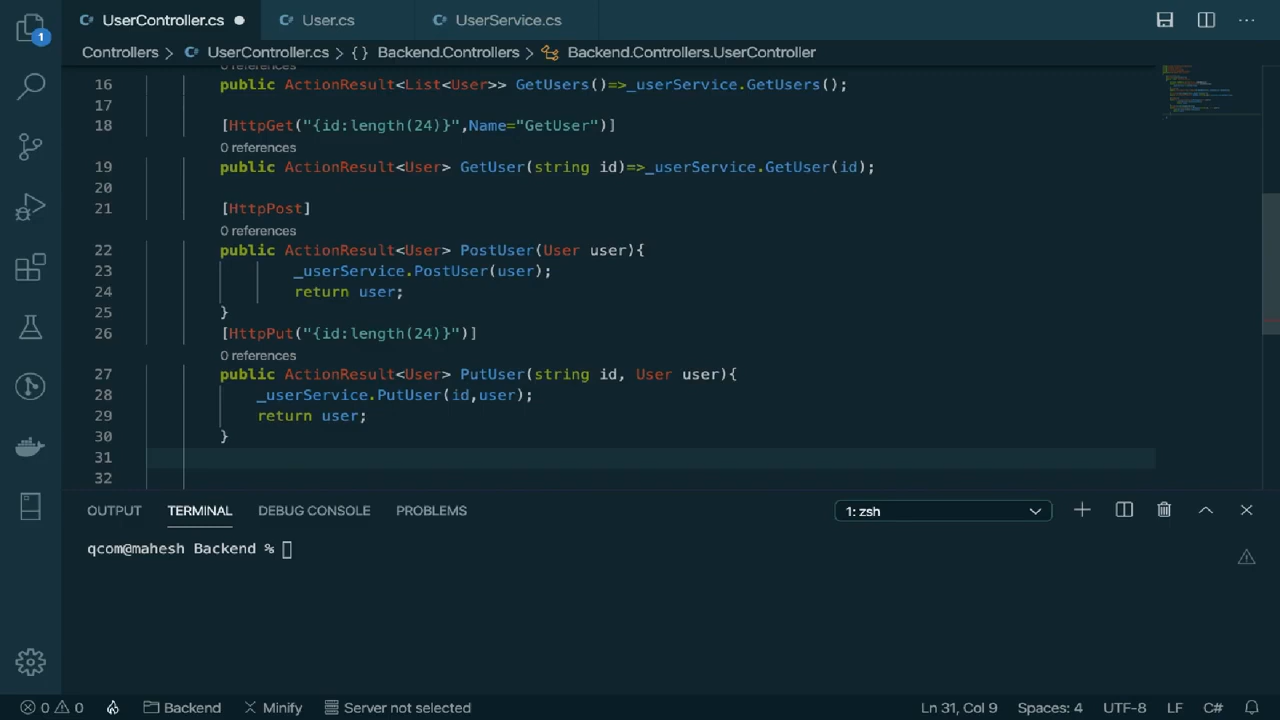 UserController.cs
User.cs
UserService.cs
1
Controllers > UserController.cs > {} Backend.Controllers > Backend.Controllers.UserController
0 references
16 public ActionResult<List<User>> GetUsers()=>_userService.GetUsers();
17
18 [HttpGet("{id:length(24)}",Name="GetUser")]
0 references
19 public ActionResult<User> GetUser(string id)=>_userService.GetUser(id);
20
21 [HttpPost]
0 references
22 public ActionResult<User> PostUser(User user){
23 _userService.PostUser(user);
24 return user;
25 }
26 [HttpPut("{id:length(24)}")]
0 references
27 public ActionResult<User> PutUser(string id, User user){
28 _userService.PutUser(id,user);
29 return user;
30 }
31
32
OUTPUT TERMINAL DEBUG CONSOLE PROBLEMS 1: zsh
qcom@mahesh Backend %
0 0 Backend Minify Server not selected Ln 31, Col 9 Spaces: 4 UTF-8 LF C#